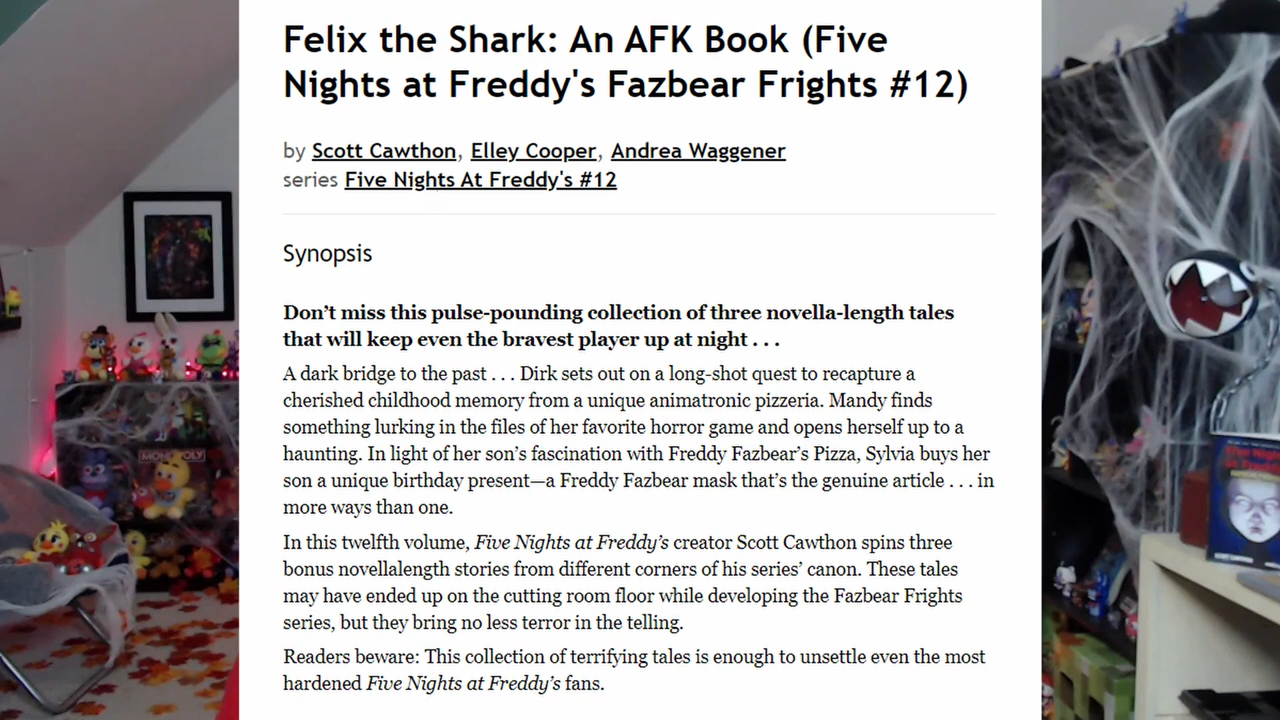 Felix the Shark: An AFK Book (Five
Nights at Freddy's Fazbear Frights #12)
by Scott Cawthon, Elley Cooper, Andrea Waggener
series Five Nights At Freddy's #12
Synopsis
Don’t miss this pulse-pounding collection of three novella-length tales
that will keep even the bravest player up at night . . .
A dark bridge to the past . . . Dirk sets out on a long-shot quest to recapture a
cherished childhood memory from a unique animatronic pizzeria. Mandy finds
something lurking in the files of her favorite horror game and opens herself up to a
haunting. In light of her son’s fascination with Freddy Fazbear’s Pizza, Sylvia buys her
son a unique birthday present—a Freddy Fazbear mask that’s the genuine article . . . in
more ways than one.
In this twelfth volume, Five Nights at Freddy’s creator Scott Cawthon spins three
bonus novellalength stories from different corners of his series’ canon. These tales
may have ended up on the cutting room floor while developing the Fazbear Frights
series, but they bring no less terror in the telling.
Readers beware: This collection of terrifying tales is enough to unsettle even the most
hardened Five Nights at Freddy’s fans.
MONOPOLY